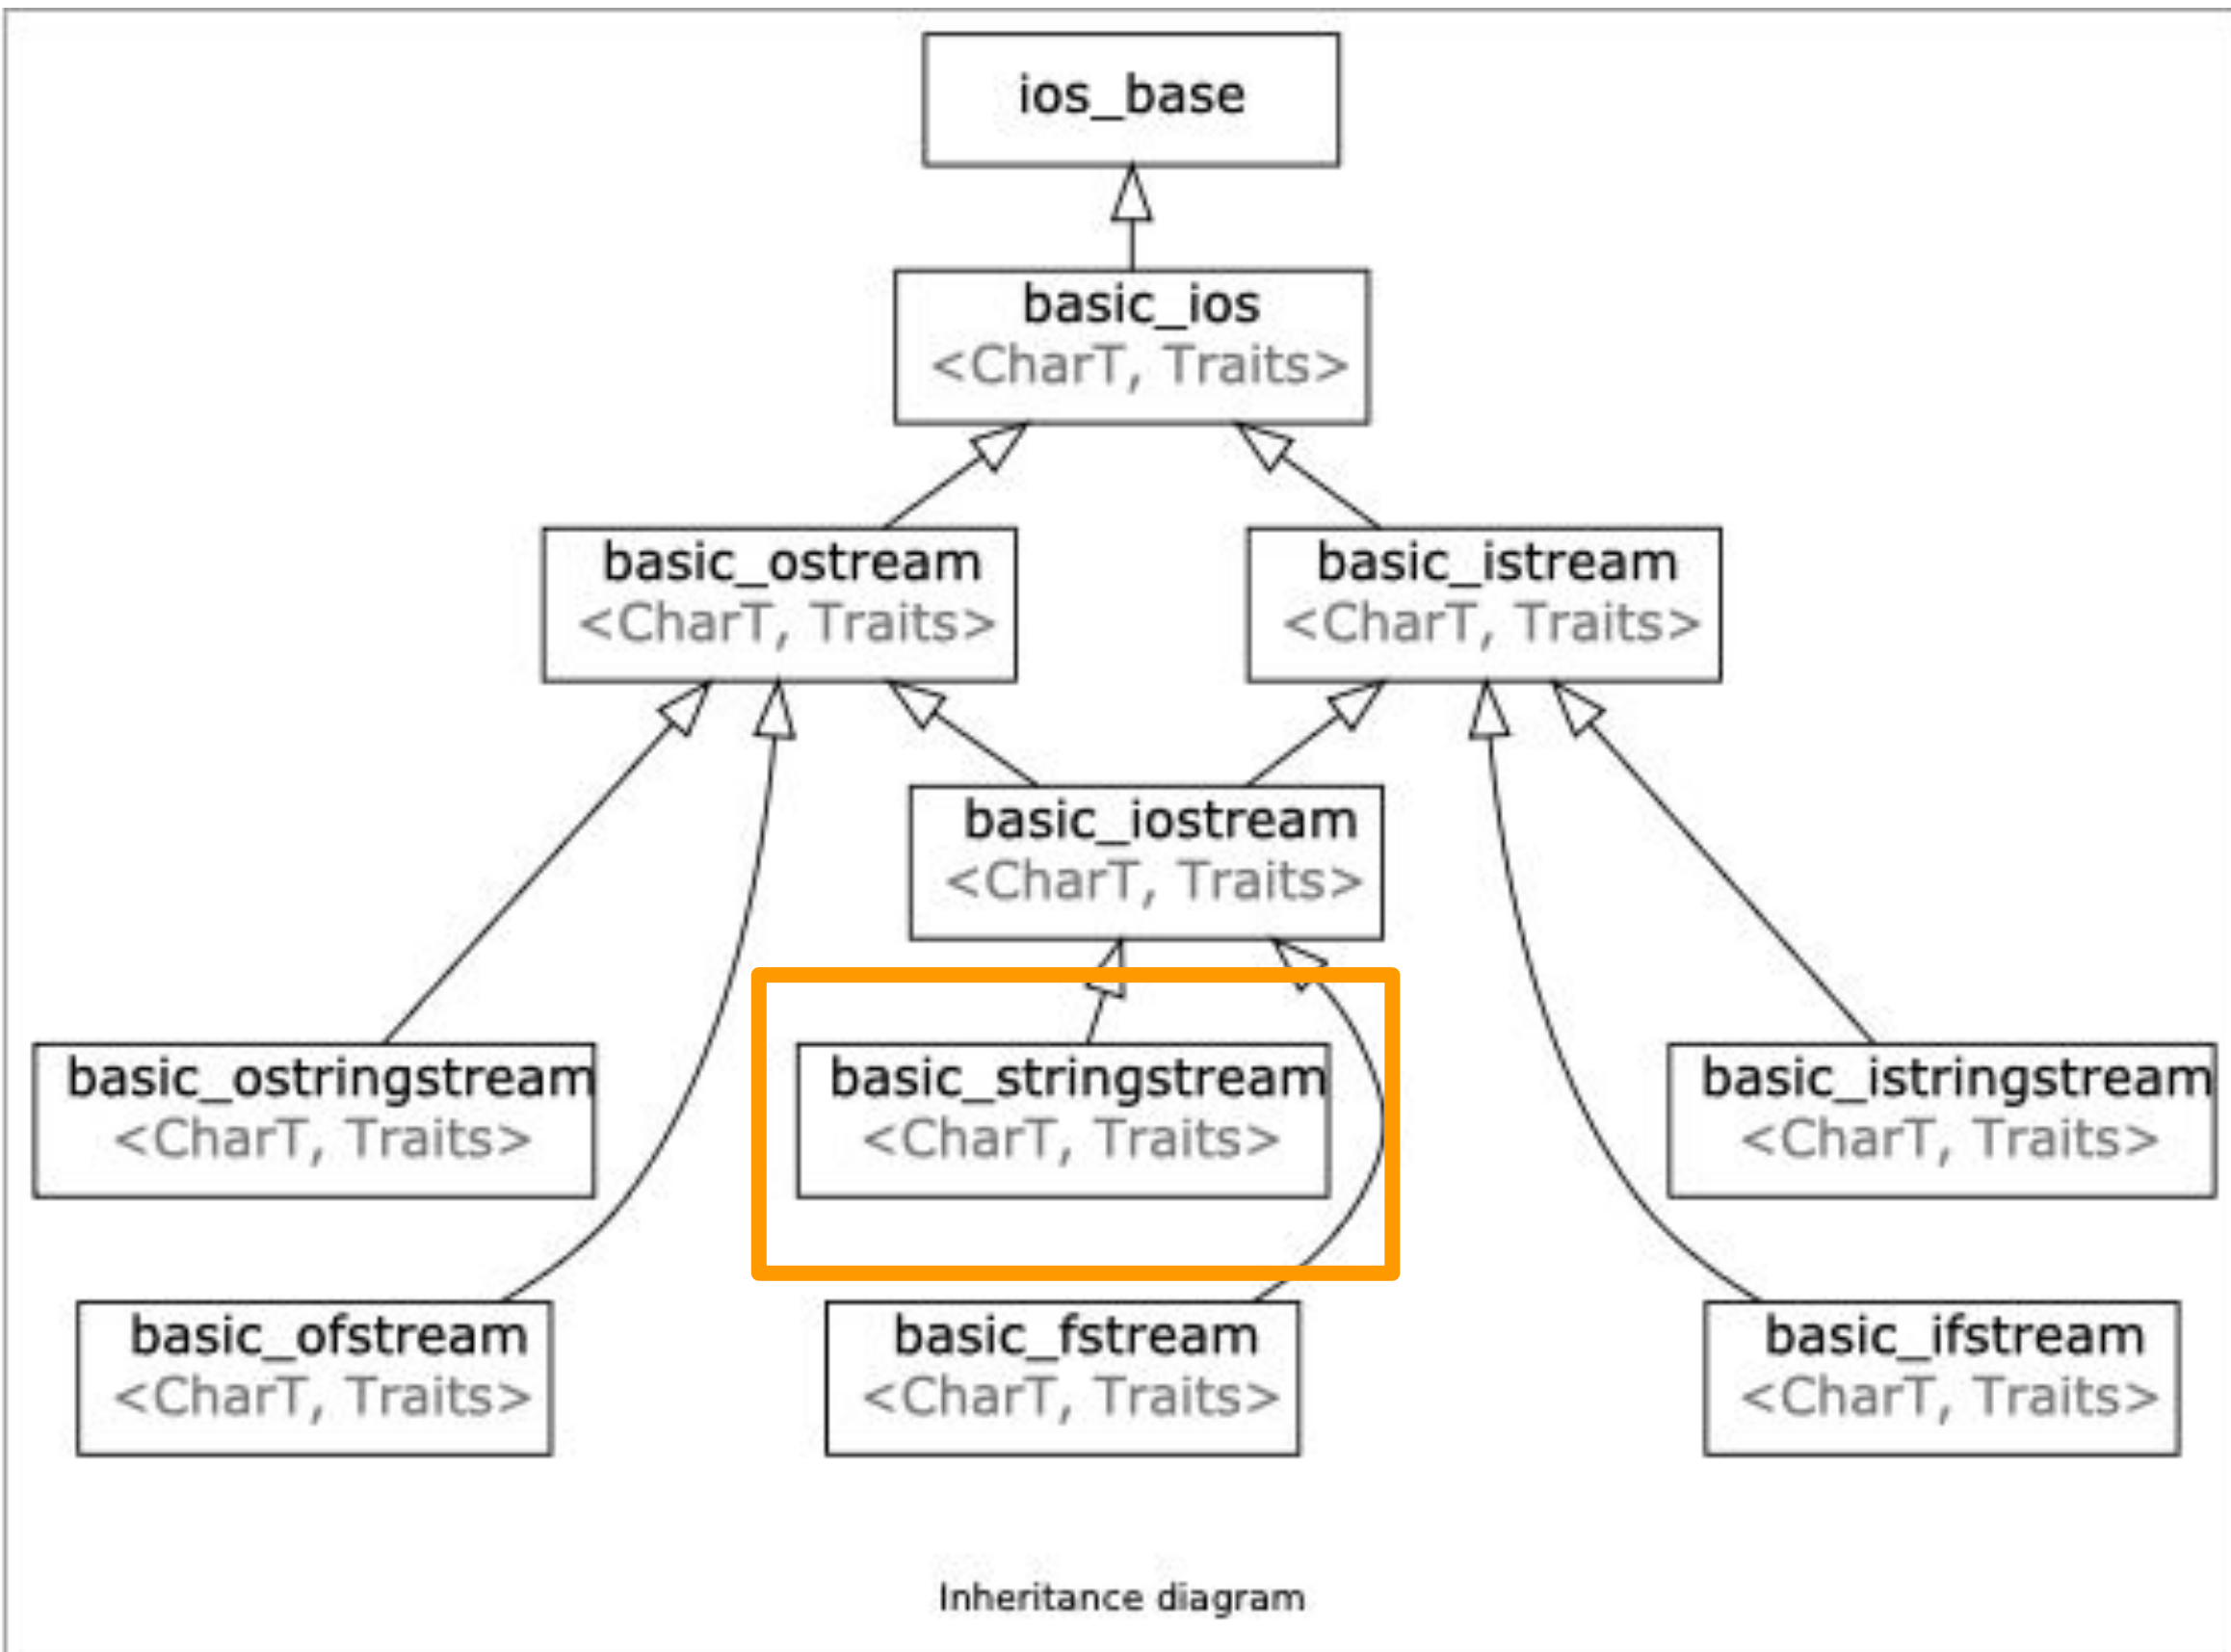 ios_base
basic_ios
<CharT, Traits>
basic_ostream
<CharT, Traits>
basic_istream
<CharT, Traits>
basic_iostream
<CharT, Traits>
basic_ostringstream
<CharT, Traits>
basic_stringstream
<CharT, Traits>
basic_istringstream
<CharT, Traits>
basic_ofstream
<CharT, Traits>
basic_fstream
<CharT, Traits>
basic_ifstream
<CharT, Traits>
Inheritance diagram